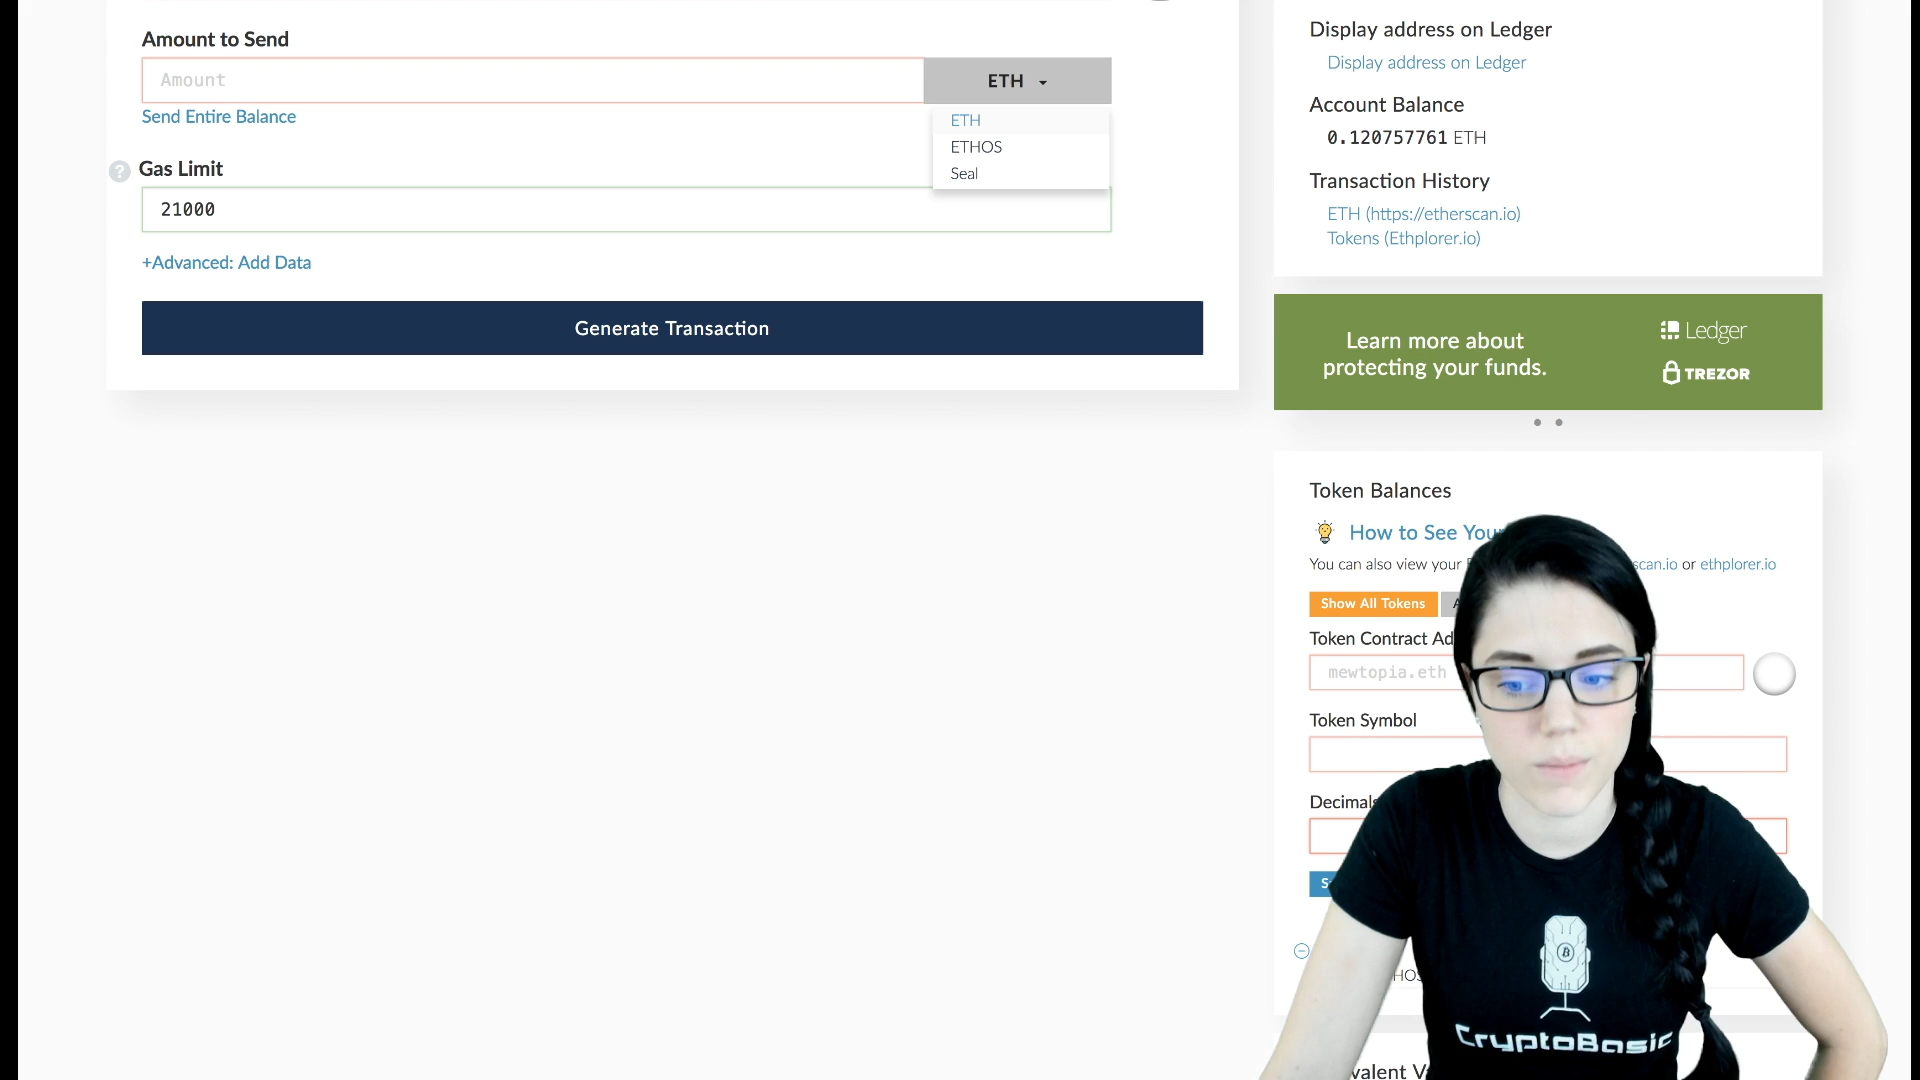 Amount to Send
Amount
ETH
Send Entire Balance
ETH
ETHOS
Seal
? Gas Limit
21000
+Advanced: Add Data
Generate Transaction
Display address on Ledger
Display address on Ledger
Account Balance
0.120757761 ETH
Transaction History
ETH (https://etherscan.io)
Tokens (Ethplorer.io)
Learn more about
protecting your funds.
Ledger
TREZOR
Token Balances
How to See You
You can also view your scan.io or ethplorer.io
Show All Tokens
Token Contract Ad
mewtopia.eth
Token Symbol
Decimals
S
HOS
valent V
CryptoBasic